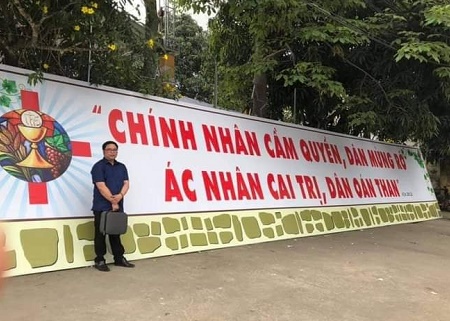 “ CHÍNH NHÂN CẦM QUYỀN, DÂN MỪNG RỠ
ÁC NHÂN CAI TRỊ, DÂN OÁN THAN